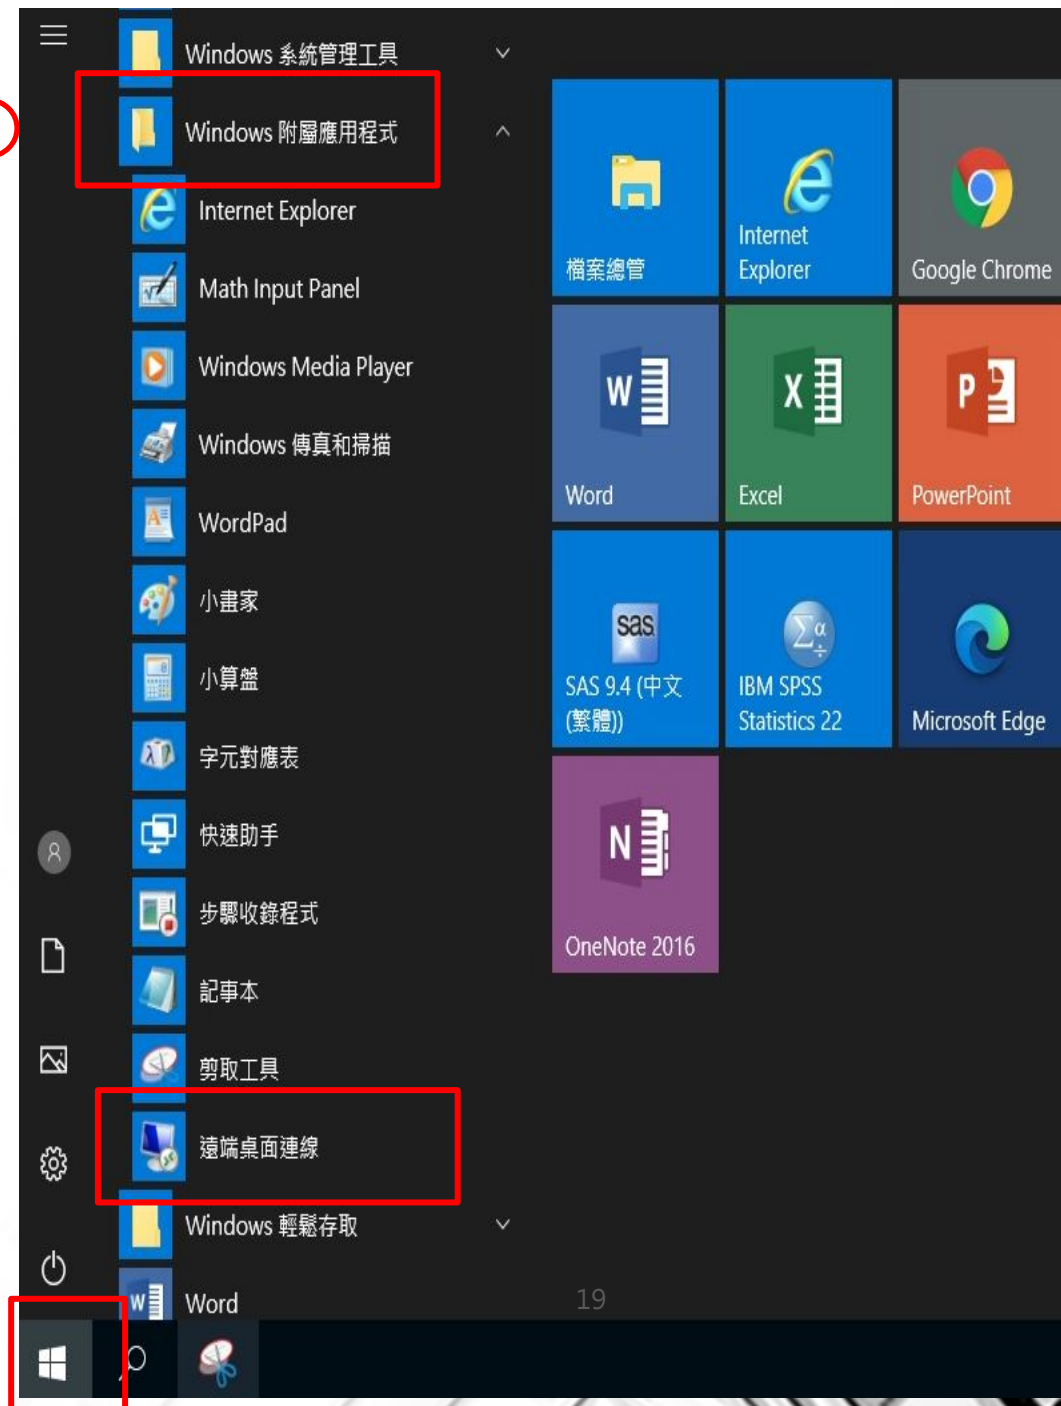 Windows 系統管理工具
Windows 附屬應用程式
Internet Explorer
Math Input Panel
Windows Media Player
Windows 傳真和掃描
WordPad
小畫家
小算盤
字元對應表
快速助手
步驟收錄程式
記事本
剪取工具
遠端桌面連線
Windows 輕鬆存取
Word
檔案總管
Internet
Explorer
Google Chrome
Word
Excel
PowerPoint
SAS 9.4 (中文
(繁體))
IBM SPSS
Statistics 22
Microsoft Edge
OneNote 2016
19